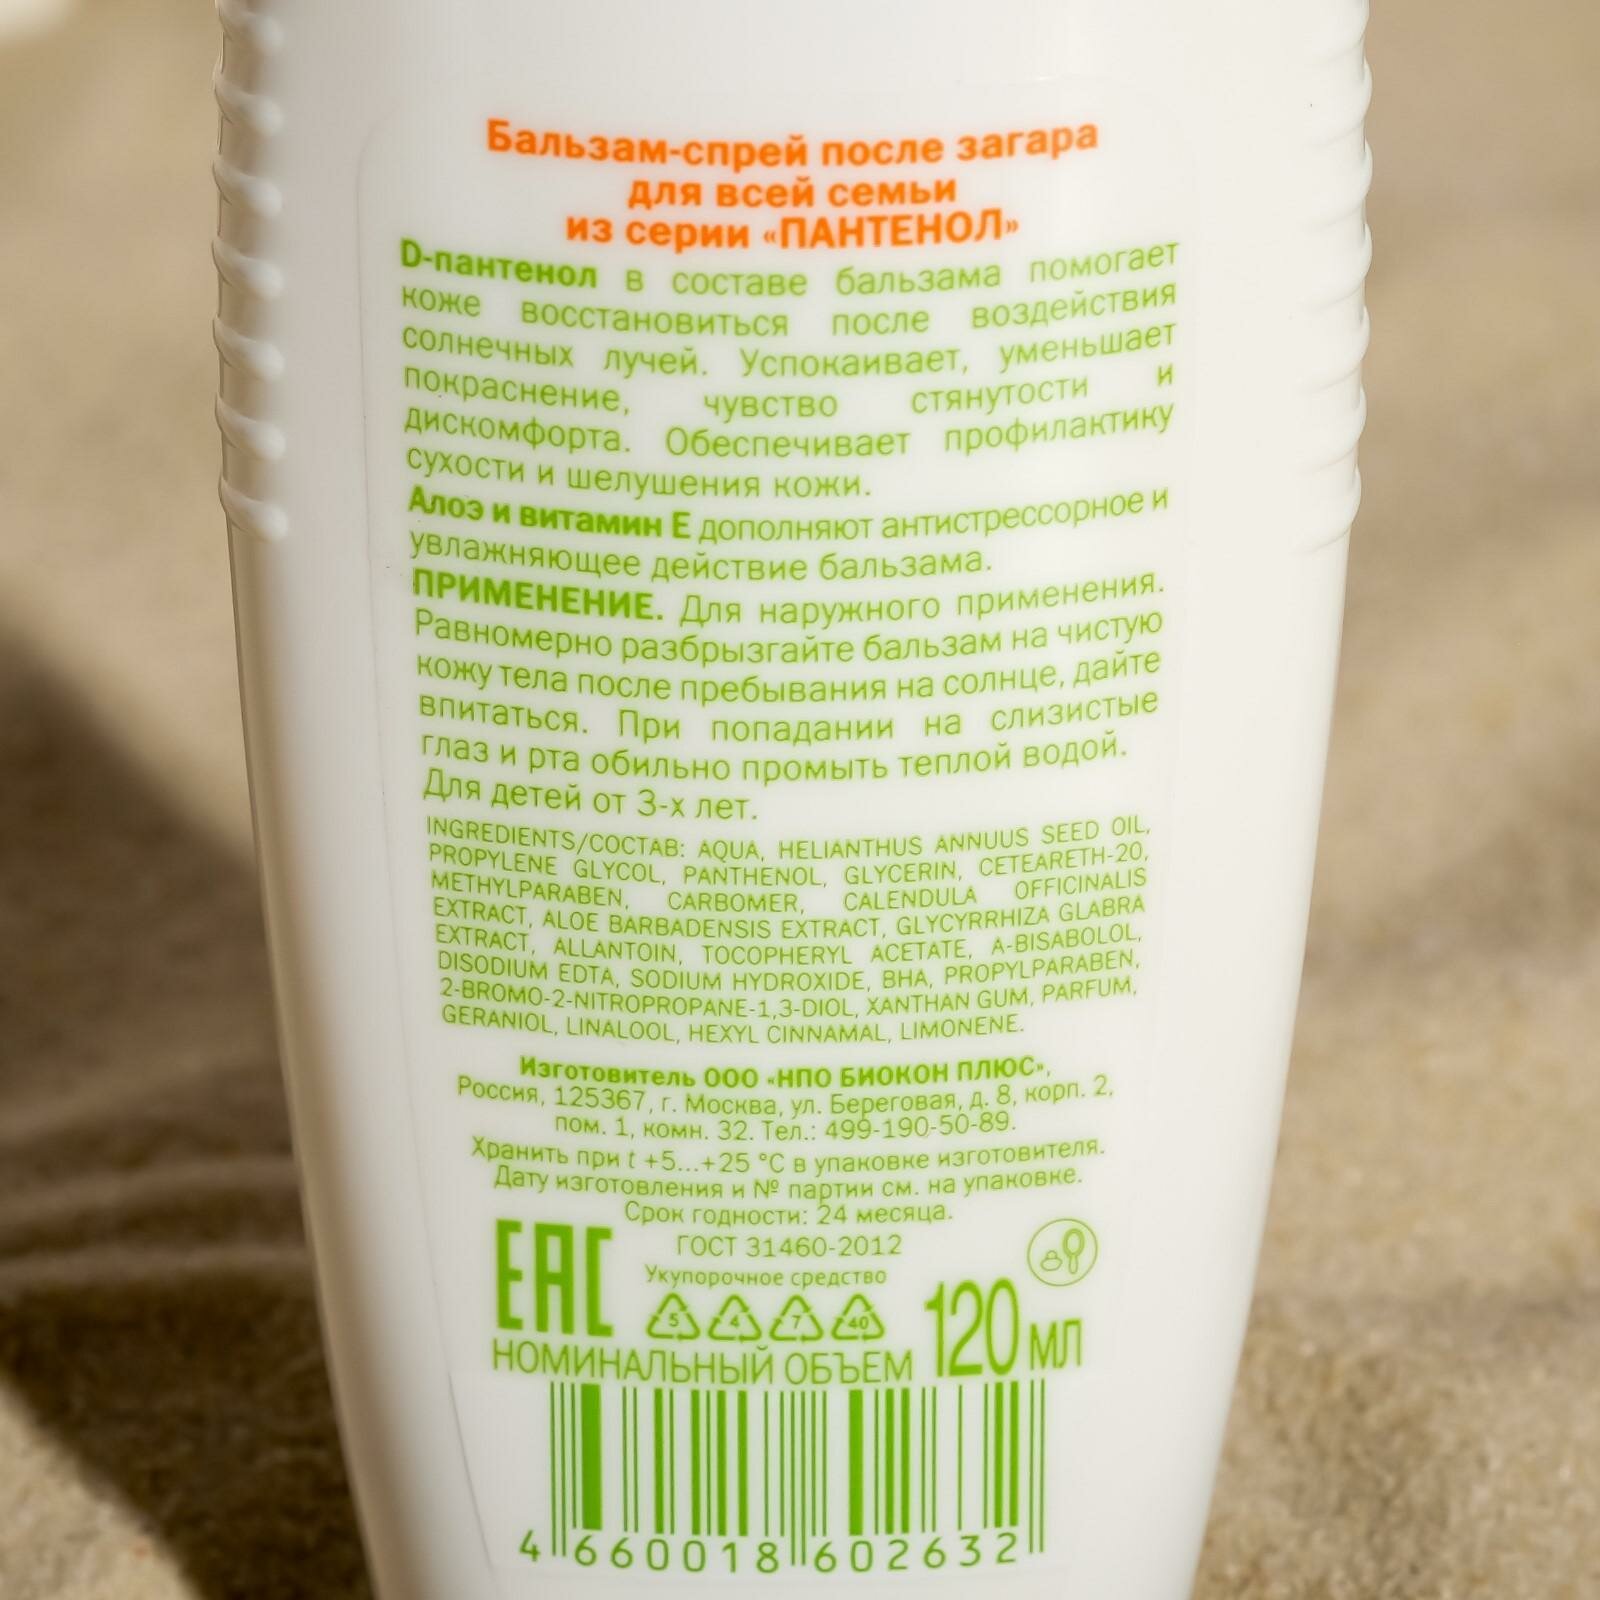 Бальзам-спрей после загара
для всей семьи
из серии «ПАНТЕНОЛ»
D-пантенол в составе бальзама помогает
коже восстановиться после воздействия
солнечных лучей. Успокаивает, уменьшает
покраснение, чувство стянутости и
дискомфорта. Обеспечивает профилактику
сухости и шелушения кожи.
Алоэ и витамин Е дополняют антистрессорное и
увлажняющее действие бальзама.
ПРИМЕНЕНИЕ. Для наружного применения.
Равномерно разбрызгайте бальзам на чистую
кожу тела после пребывания на солнце, дайте
впитаться. При попадании на слизистые
глаз и рта обильно промыть теплой водой.
Для детей от 3-х лет.
INGREDIENTS/СОСТАВ: AQUA, HELIANTHUS ANNUUS SEED OIL,
PROPYLENE GLYCOL, PANTHENOL, GLYCERIN, CETEARETH-20,
METHYLPARABEN, CARBOMER, CALENDULA OFFICINALIS
EXTRACT, ALOE BARBADENSIS EXTRACT, GLYCYRRHIZA GLABRA
EXTRACT, ALLANTOIN, TOCOPHERYL ACETATE, A-BISABOLOL,
DISODIUM EDTA, SODIUM HYDROXIDE, BHA, PROPYLPARABEN,
2-BROMO-2-NITROPROPANE-1,3-DIOL, XANTHAN GUM, PARFUM,
GERANIOL, LINALOOL, HEXYL CINNAMAL, LIMONENE.
Изготовитель ООО «НПО БИОКОН ПЛЮС»,
Россия, 125367, г. Москва, ул. Береговая, д. 8, корп. 2,
пом. 1, комн. 32. Тел.: 499-190-50-89.
Хранить при t +5...+25 °C в упаковке изготовителя.
Дату изготовления и № партии см. на упаковке.
Срок годности: 24 месяца.
ГОСТ 31460-2012
Укупорочное средство
EAC
5 4 7 40
НОМИНАЛЬНЫЙ ОБЪЕМ 120 МЛ
4 660018 602632